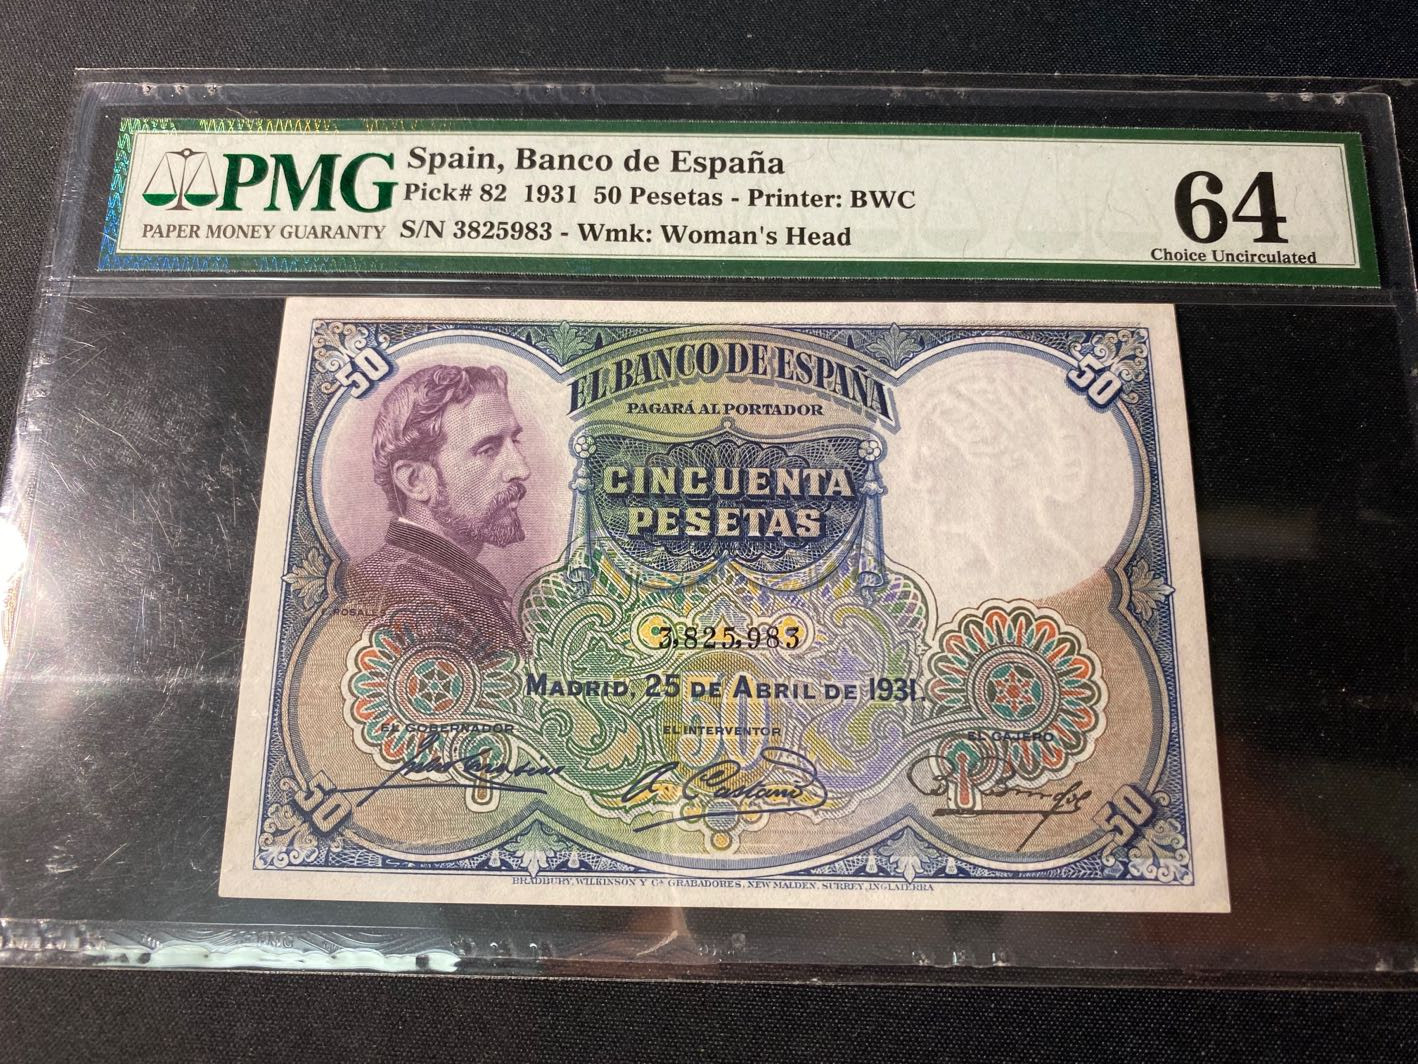 PMG
PAPER MONEY GUARANTY
Spain, Banco de España
Pick# 82 1931 50 Pesetas - Printer: BWC
S/N 3825983 - Wmk: Woman's Head
64
Choice Uncirculated
50
50
EL BANCO DE ESPAÑA
PAGARÁ AL PORTADOR
CINCUENTA
PESETAS
E. ROSALES
3,825,983
MADRID, 25 DE ABRIL DE 1931.
50
EL GOBERNADOR
EL INTERVENTOR
EL CAJERO
A. Castaño
50
50
BRADBURY, WILKINSON Y Cª GRABADORES, NEW MALDEN, SURREY, INGLATERRA